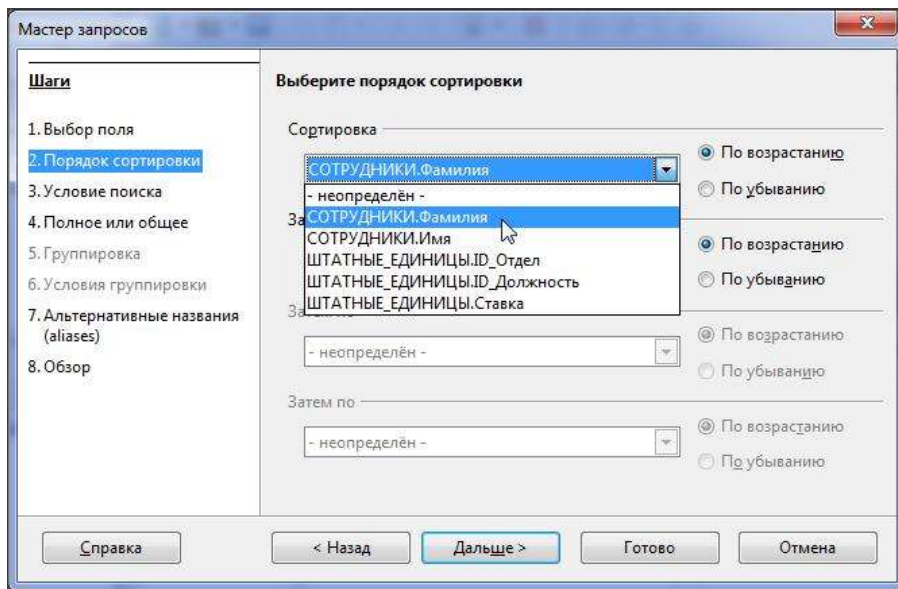 Мастер запросов
Шаги
1. Выбор поля
2. Порядок сортировки
3. Условие поиска
4. Полное или общее
5. Группировка
6. Условия группировки
7. Альтернативные названия
(aliases)
8. Обзор
Выберите порядок сортировки
Сортировка
СОТРУДНИКИ.Фамилия
По возрастанию
По убыванию
- неопределён -
СОТРУДНИКИ.Фамилия
СОТРУДНИКИ.Имя
ШТАТНЫЕ_ЕДИНИЦЫ.ID_Отдел
ШТАТНЫЕ_ЕДИНИЦЫ.ID_Должность
ШТАТНЫЕ_ЕДИНИЦЫ.Ставка
За
По возрастанию
По убыванию
- неопределён -
По возрастанию
По убыванию
Затем по
- неопределён -
По возрастанию
По убыванию
Справка
< Назад
Дальше >
Готово
Отмена